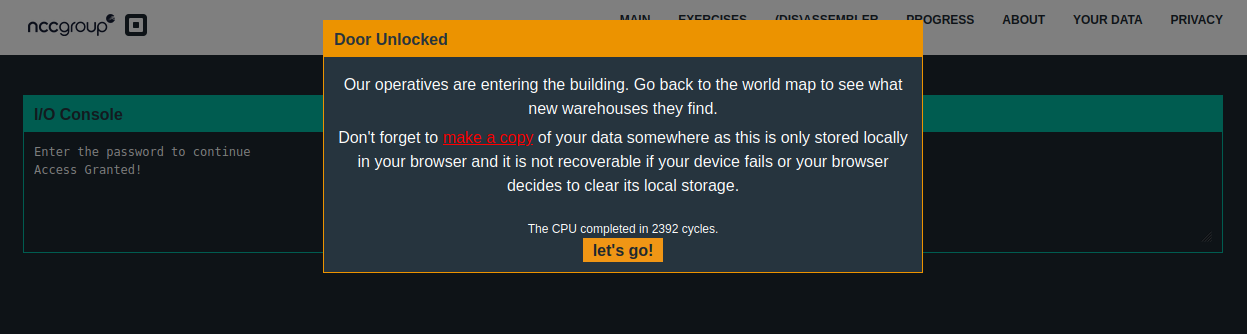 nccgroup MAIN EXERCISES (DIS)ASSEMBLER PROGRESS ABOUT YOUR DATA PRIVACY
Door Unlocked
Our operatives are entering the building. Go back to the world map to see what
new warehouses they find.
Don't forget to make a copy of your data somewhere as this is only stored locally
in your browser and it is not recoverable if your device fails or your browser
decides to clear its local storage.
The CPU completed in 2392 cycles.
let's go!
I/O Console
Enter the password to continue
Access Granted!